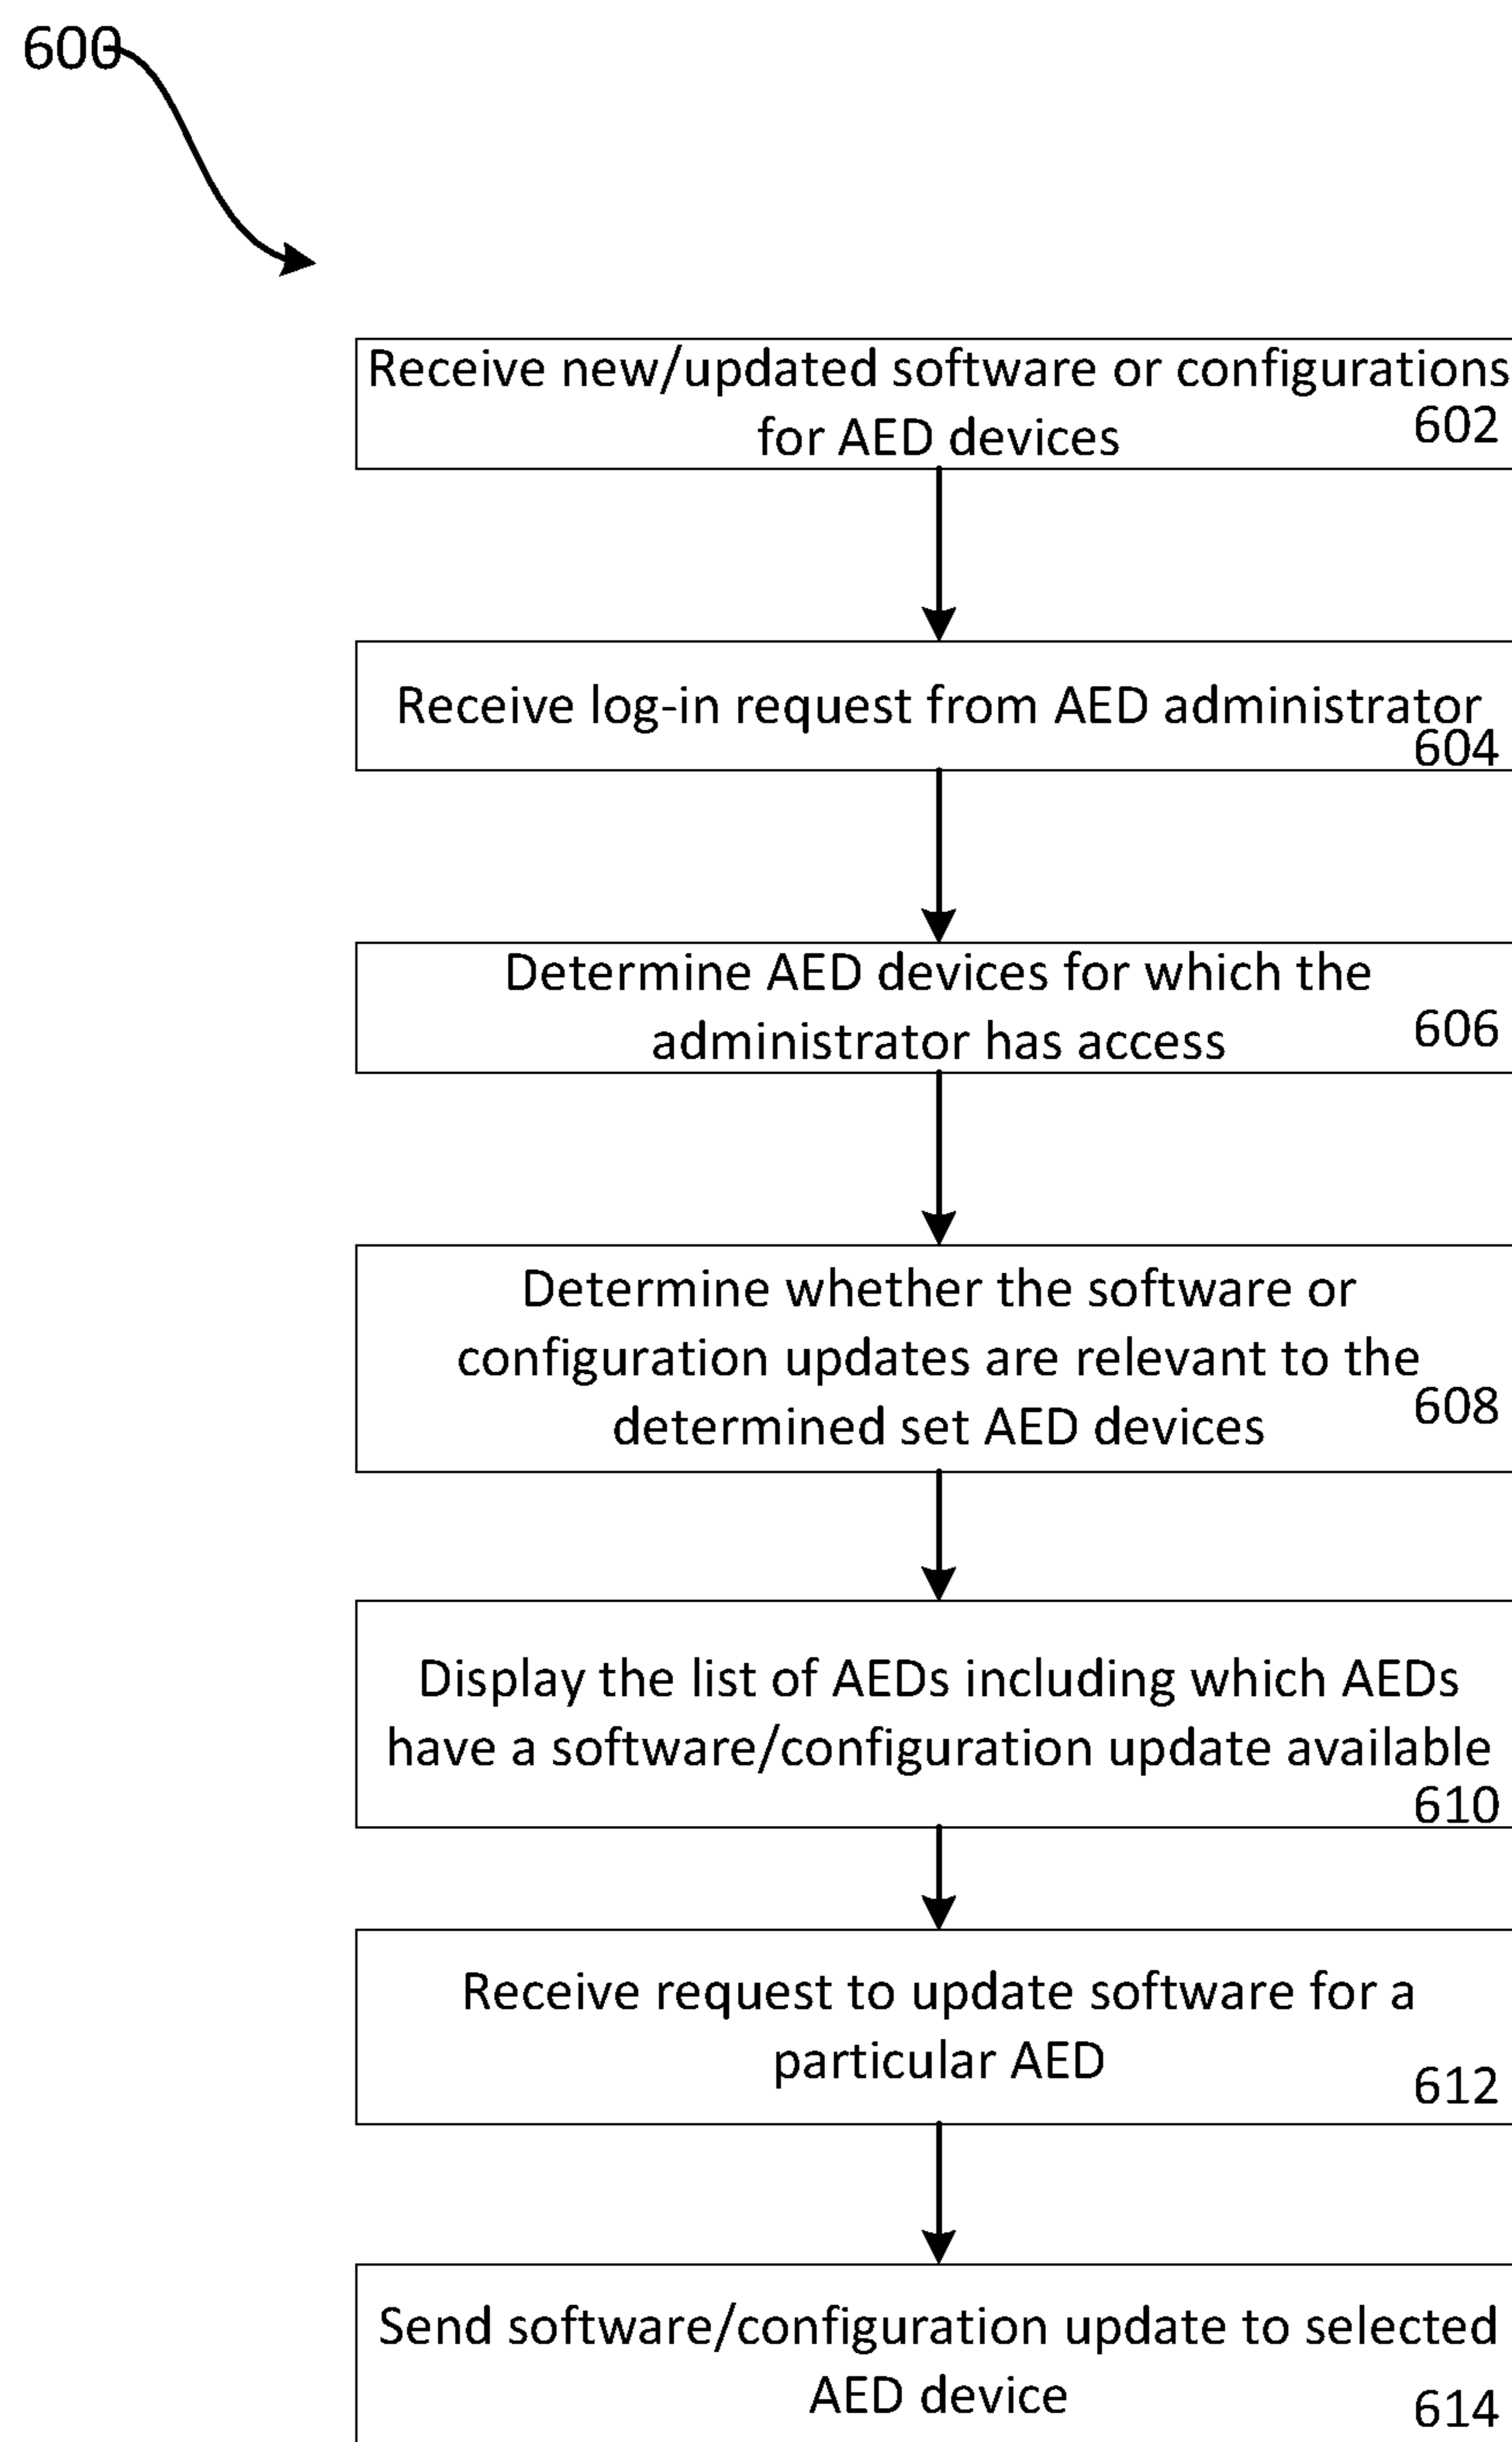 600
Receive new/updated software or configurations
for AED devices
602
Receive log-in request from AED administrator
604
Determine AED devices for which the
administrator has access
606
Determine whether the software or
configuration updates are relevant to the
determined set AED devices
608
Display the list of AEDs including which AEDs
have a software/configuration update available
610
Receive request to update software for a
particular AED
612
Send software/configuration update to selected
AED device
614